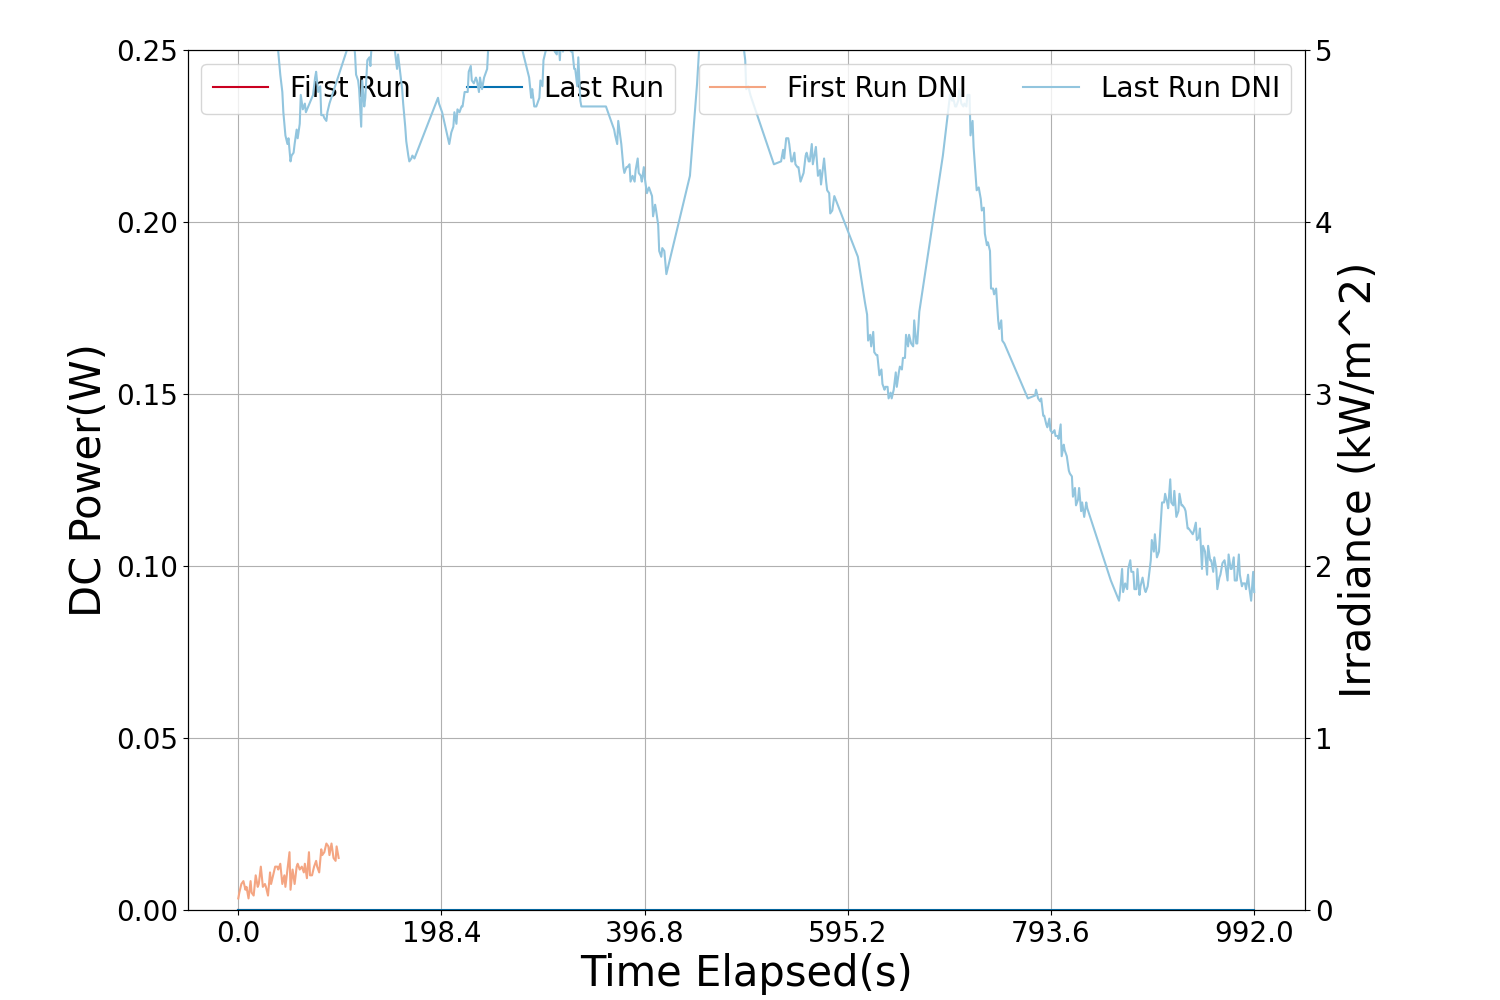 First Run
Last Run
First Run DNI
Last Run DNI
0.25
0.20
0.15
0.10
0.05
0.00
DC Power(W)
5
4
3
2
1
0
Irradiance (kW/m^2)
0.0 198.4 396.8 595.2 793.6 992.0
Time Elapsed(s)